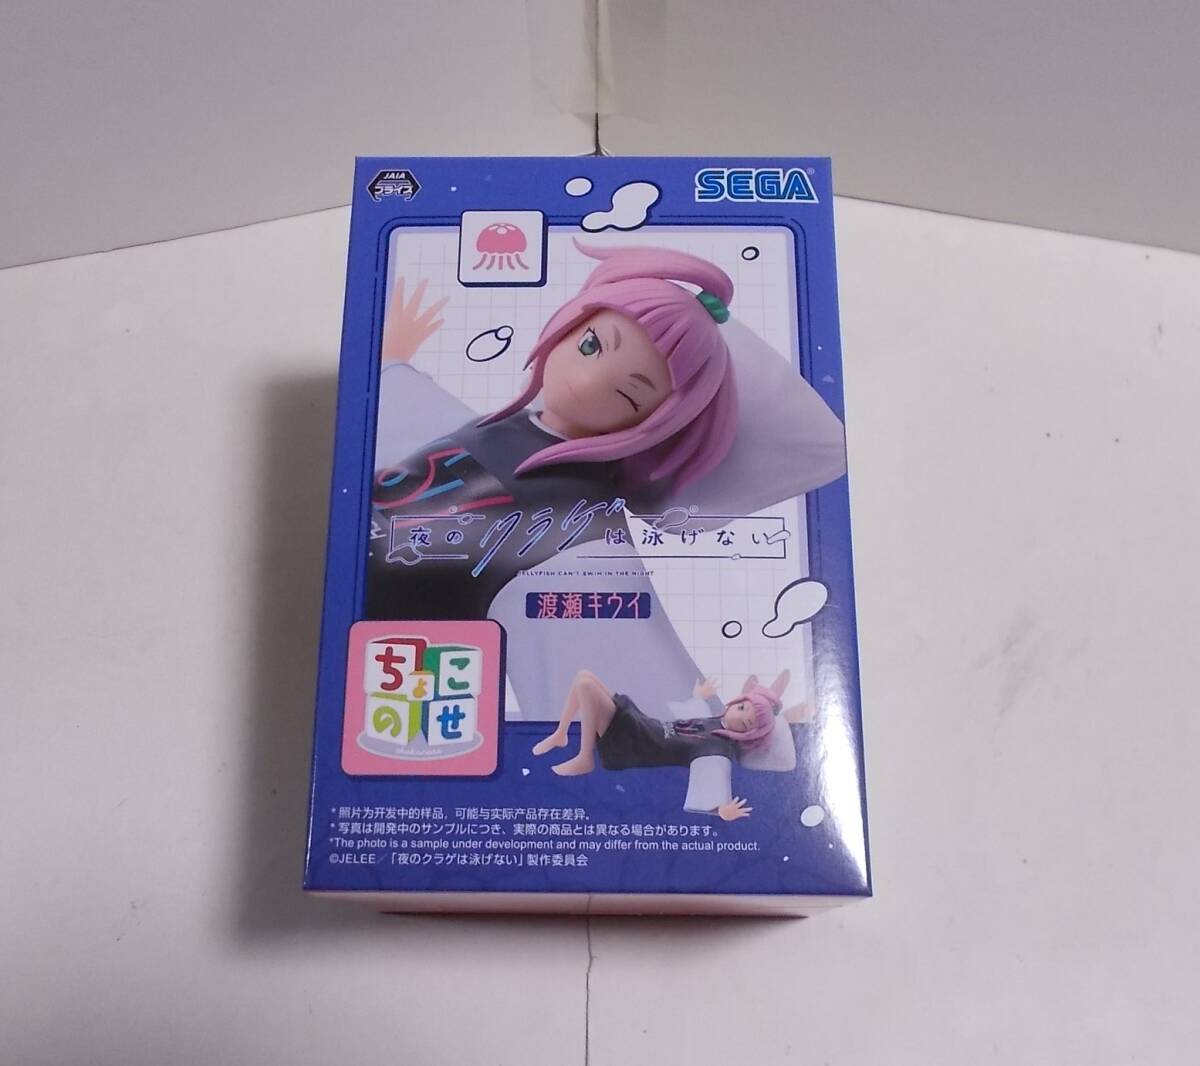 JAIA
プライズ
SEGA
夜のクラゲは泳げない
JELLYFISH CAN'T SWIM IN THE NIGHT
渡瀬キウイ
ちょこ
のせ
chokonose
*照片为开发中的样品，可能与实际产品存在差异。
*写真は開発中のサンプルにつき、実際の商品とは異なる場合があります。
*The photo is a sample under development and may differ from the actual product.
©JELEE／「夜のクラゲは泳げない」製作委員会